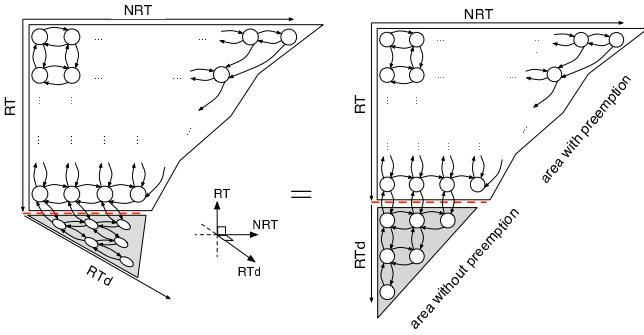 NRT
NRT
RT
RT
area with preemption
RT
NRT
RTd
=
RTd
RTd
area without preemption